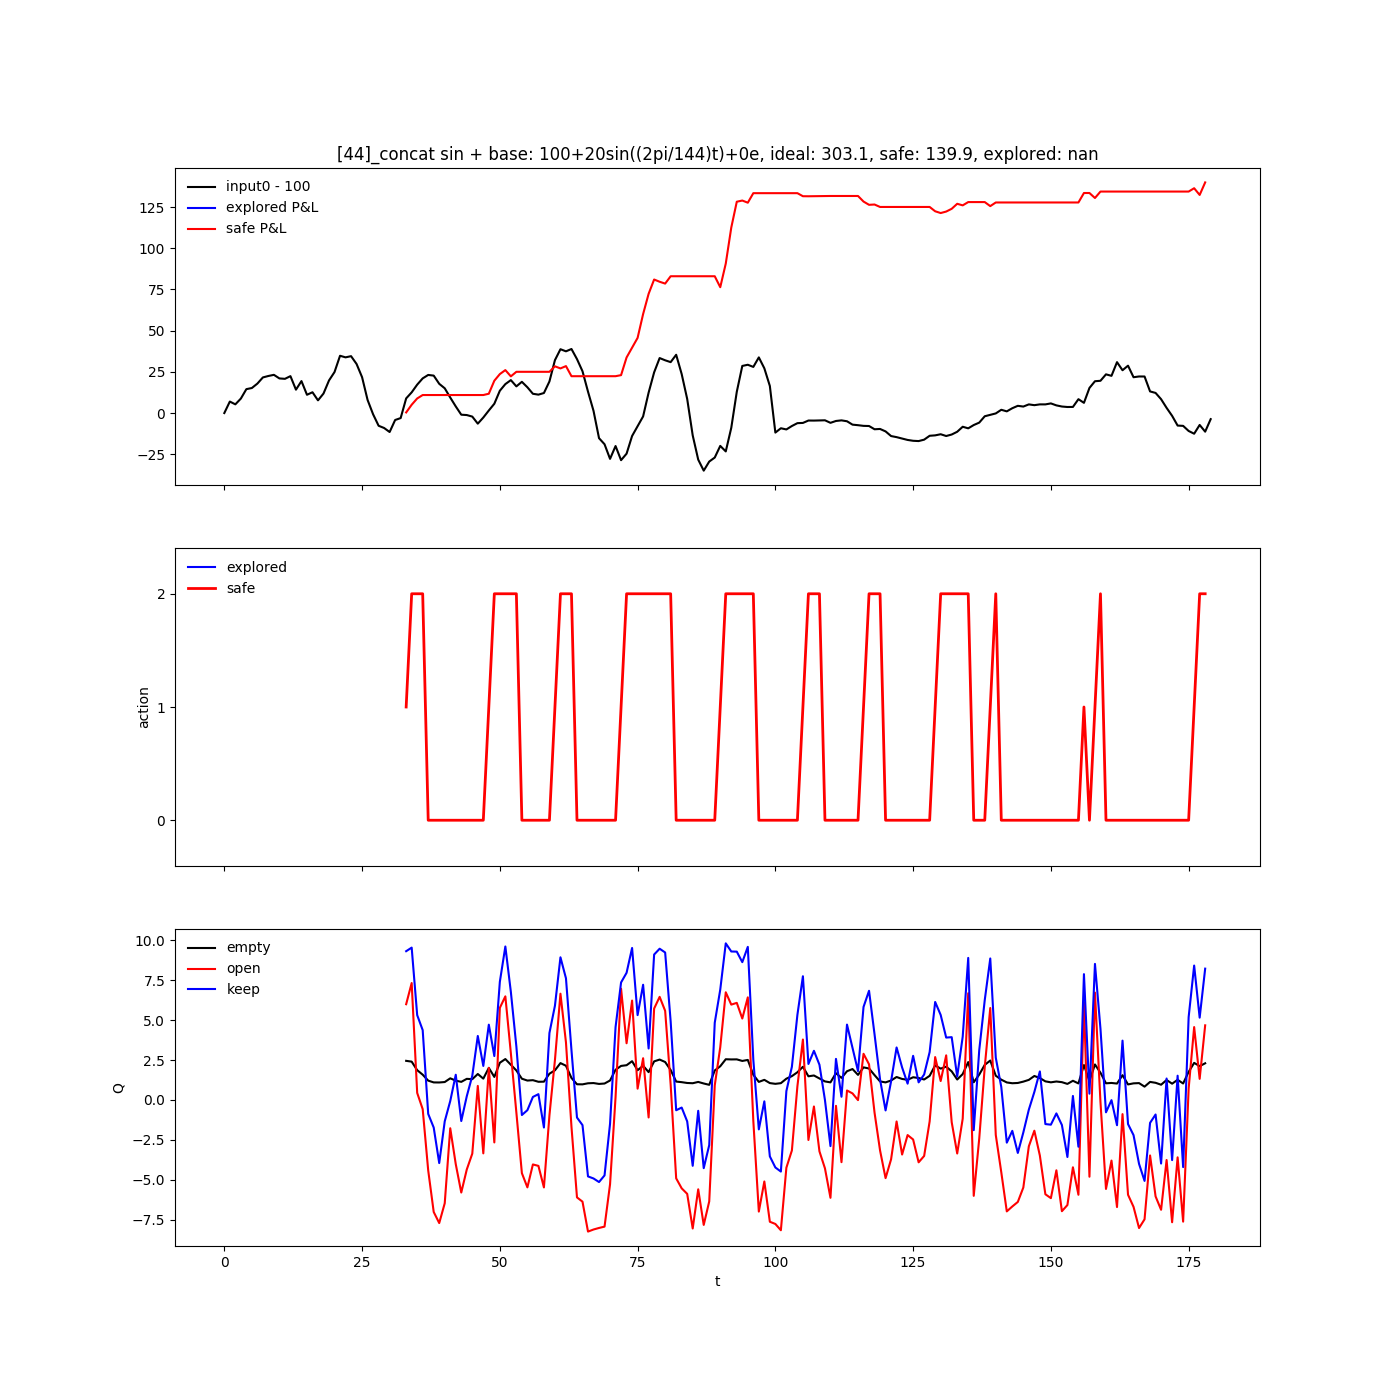 [44]_concat sin + base: 100+20sin((2pi/144)t)+0e, ideal: 303.1, safe: 139.9, explored: nan
input0 - 100
explored P&L
safe P&L
125
100
75
50
25
0
−25
explored
safe
2
1
0
action
empty
open
keep
10.0
7.5
5.0
2.5
0.0
−2.5
−5.0
−7.5
Q
0 25 50 75 100 125 150 175
t